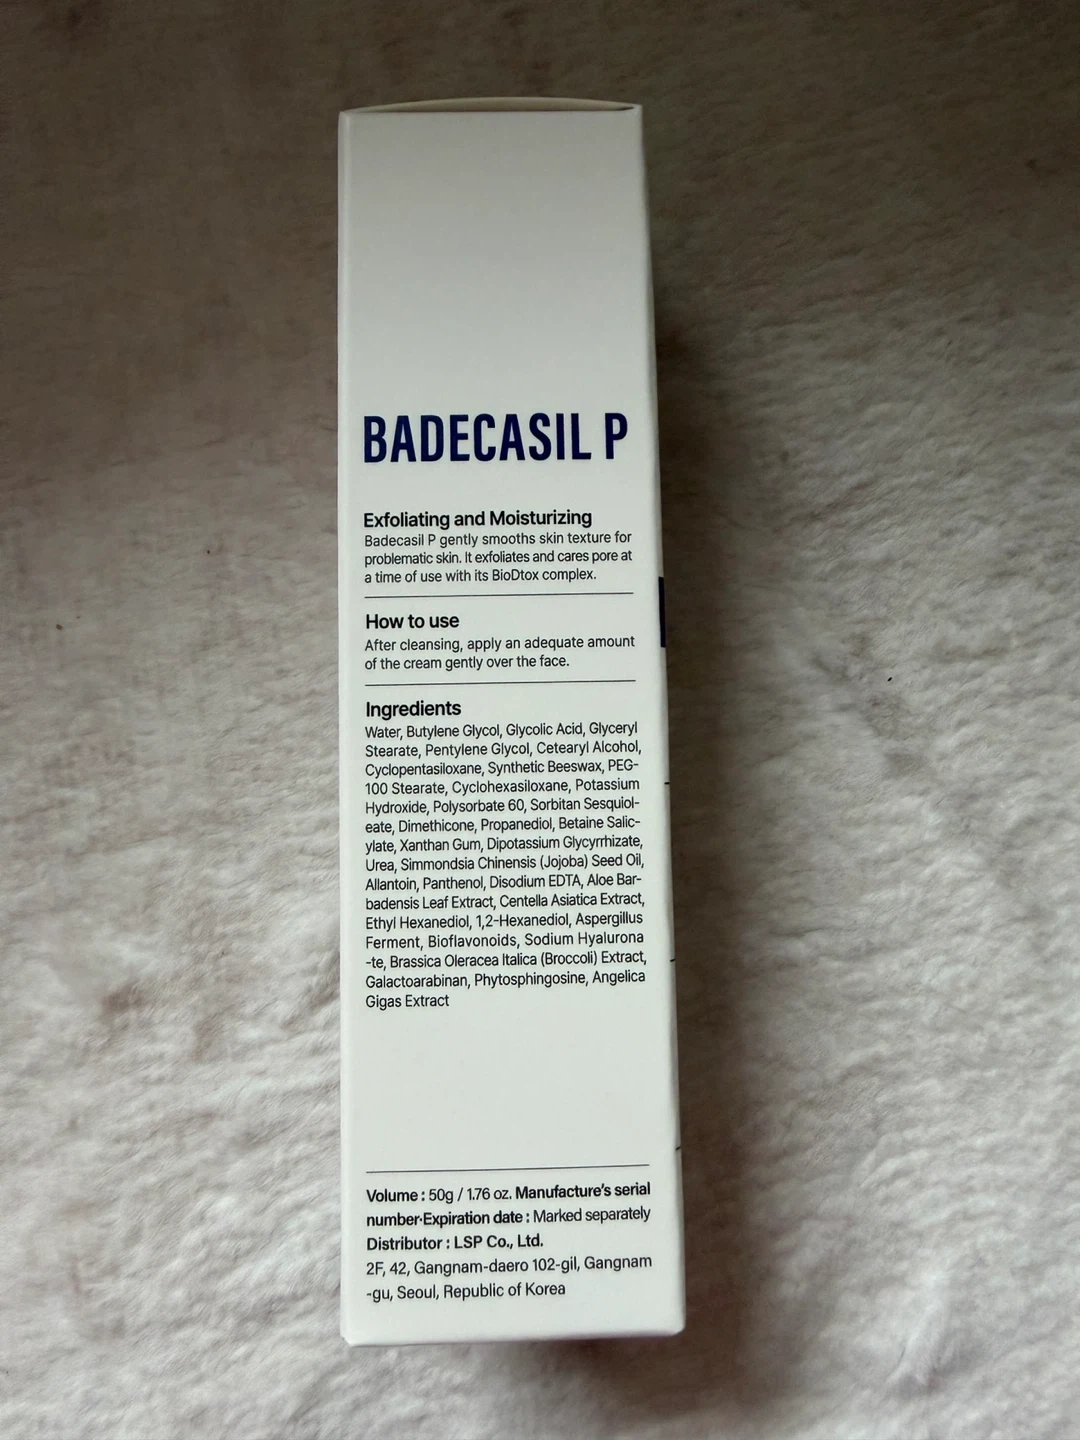 BADECASIL P
Exfoliating and Moisturizing
Badecasil P gently smooths skin texture for
problematic skin. It exfoliates and cares pore at
a time of use with its BioDtox complex.
How to use
After cleansing, apply an adequate amount
of the cream gently over the face.
Ingredients
Water, Butylene Glycol, Glycolic Acid, Glyceryl
Stearate, Pentylene Glycol, Cetearyl Alcohol,
Cyclopentasiloxane, Synthetic Beeswax, PEG-
100 Stearate, Cyclohexasiloxane, Potassium
Hydroxide, Polysorbate 60, Sorbitan Sesquiol-
eate, Dimethicone, Propanediol, Betaine Salic-
ylate, Xanthan Gum, Dipotassium Glycyrrhizate,
Urea, Simmondsia Chinensis (Jojoba) Seed Oil,
Allantoin, Panthenol, Disodium EDTA, Aloe Bar-
badensis Leaf Extract, Centella Asiatica Extract,
Ethyl Hexanediol, 1,2-Hexanediol, Aspergillus
Ferment, Bioflavonoids, Sodium Hyalurona
-te, Brassica Oleracea Italica (Broccoli) Extract,
Galactoarabinan, Phytosphingosine, Angelica
Gigas Extract
Volume : 50g / 1.76 oz. Manufacture's serial
number·Expiration date : Marked separately
Distributor : LSP Co., Ltd.
2F, 42, Gangnam-daero 102-gil, Gangnam
-gu, Seoul, Republic of Korea